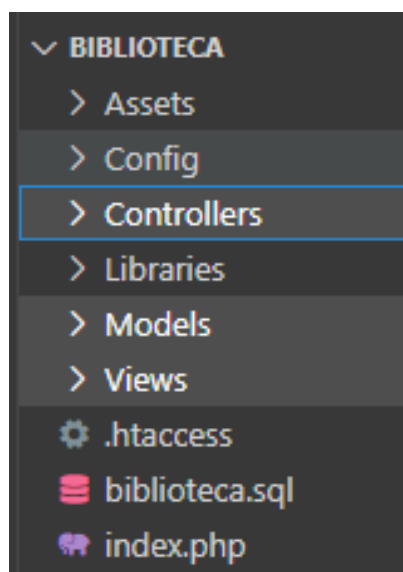 BIBLIOTECA
Assets
Config
Controllers
Libraries
Models
Views
.htaccess
biblioteca.sql
index.php